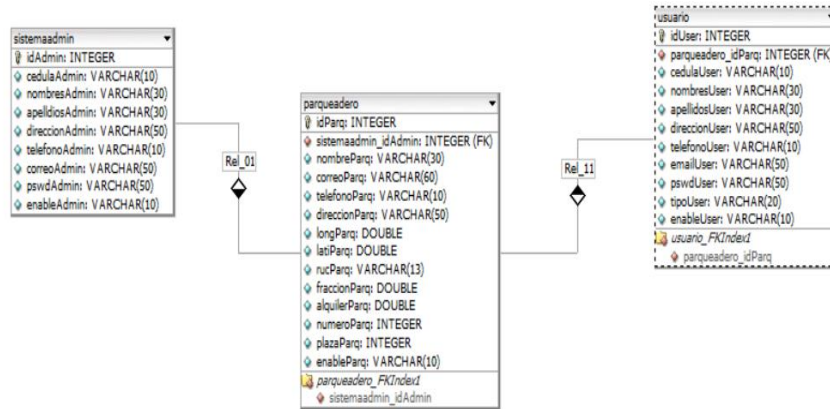 sistemaadmin
idAdmin: INTEGER
cedulaAdmin: VARCHAR(10)
nombresAdmin: VARCHAR(30)
apelldiosAdmin: VARCHAR(30)
direccionAdmin: VARCHAR(50)
telefonoAdmin: VARCHAR(10)
correoAdmin: VARCHAR(50)
pswdAdmin: VARCHAR(50)
enableAdmin: VARCHAR(10)
Rel_01
parqueadero
idParq: INTEGER
sistemaadmin_idAdmin: INTEGER (FK)
nombreParq: VARCHAR(30)
correoParq: VARCHAR(60)
telefonoParq: VARCHAR(10)
direccionParq: VARCHAR(50)
longParq: DOUBLE
latiParq: DOUBLE
rucParq: VARCHAR(13)
fraccionParq: DOUBLE
alquilerParq: DOUBLE
numeroParq: INTEGER
plazaParq: INTEGER
enableParq: VARCHAR(10)
parqueadero_FKIndex1
sistemaadmin_idAdmin
Rel_11
usuario
idUser: INTEGER
parqueadero_idParq: INTEGER (FK)
cedulaUser: VARCHAR(10)
nombresUser: VARCHAR(30)
apellidosUser: VARCHAR(30)
direccionUser: VARCHAR(50)
telefonoUser: VARCHAR(10)
emailUser: VARCHAR(50)
pswdUser: VARCHAR(50)
tipoUser: VARCHAR(20)
enableUser: VARCHAR(10)
usuario_FKIndex1
parqueadero_idParq